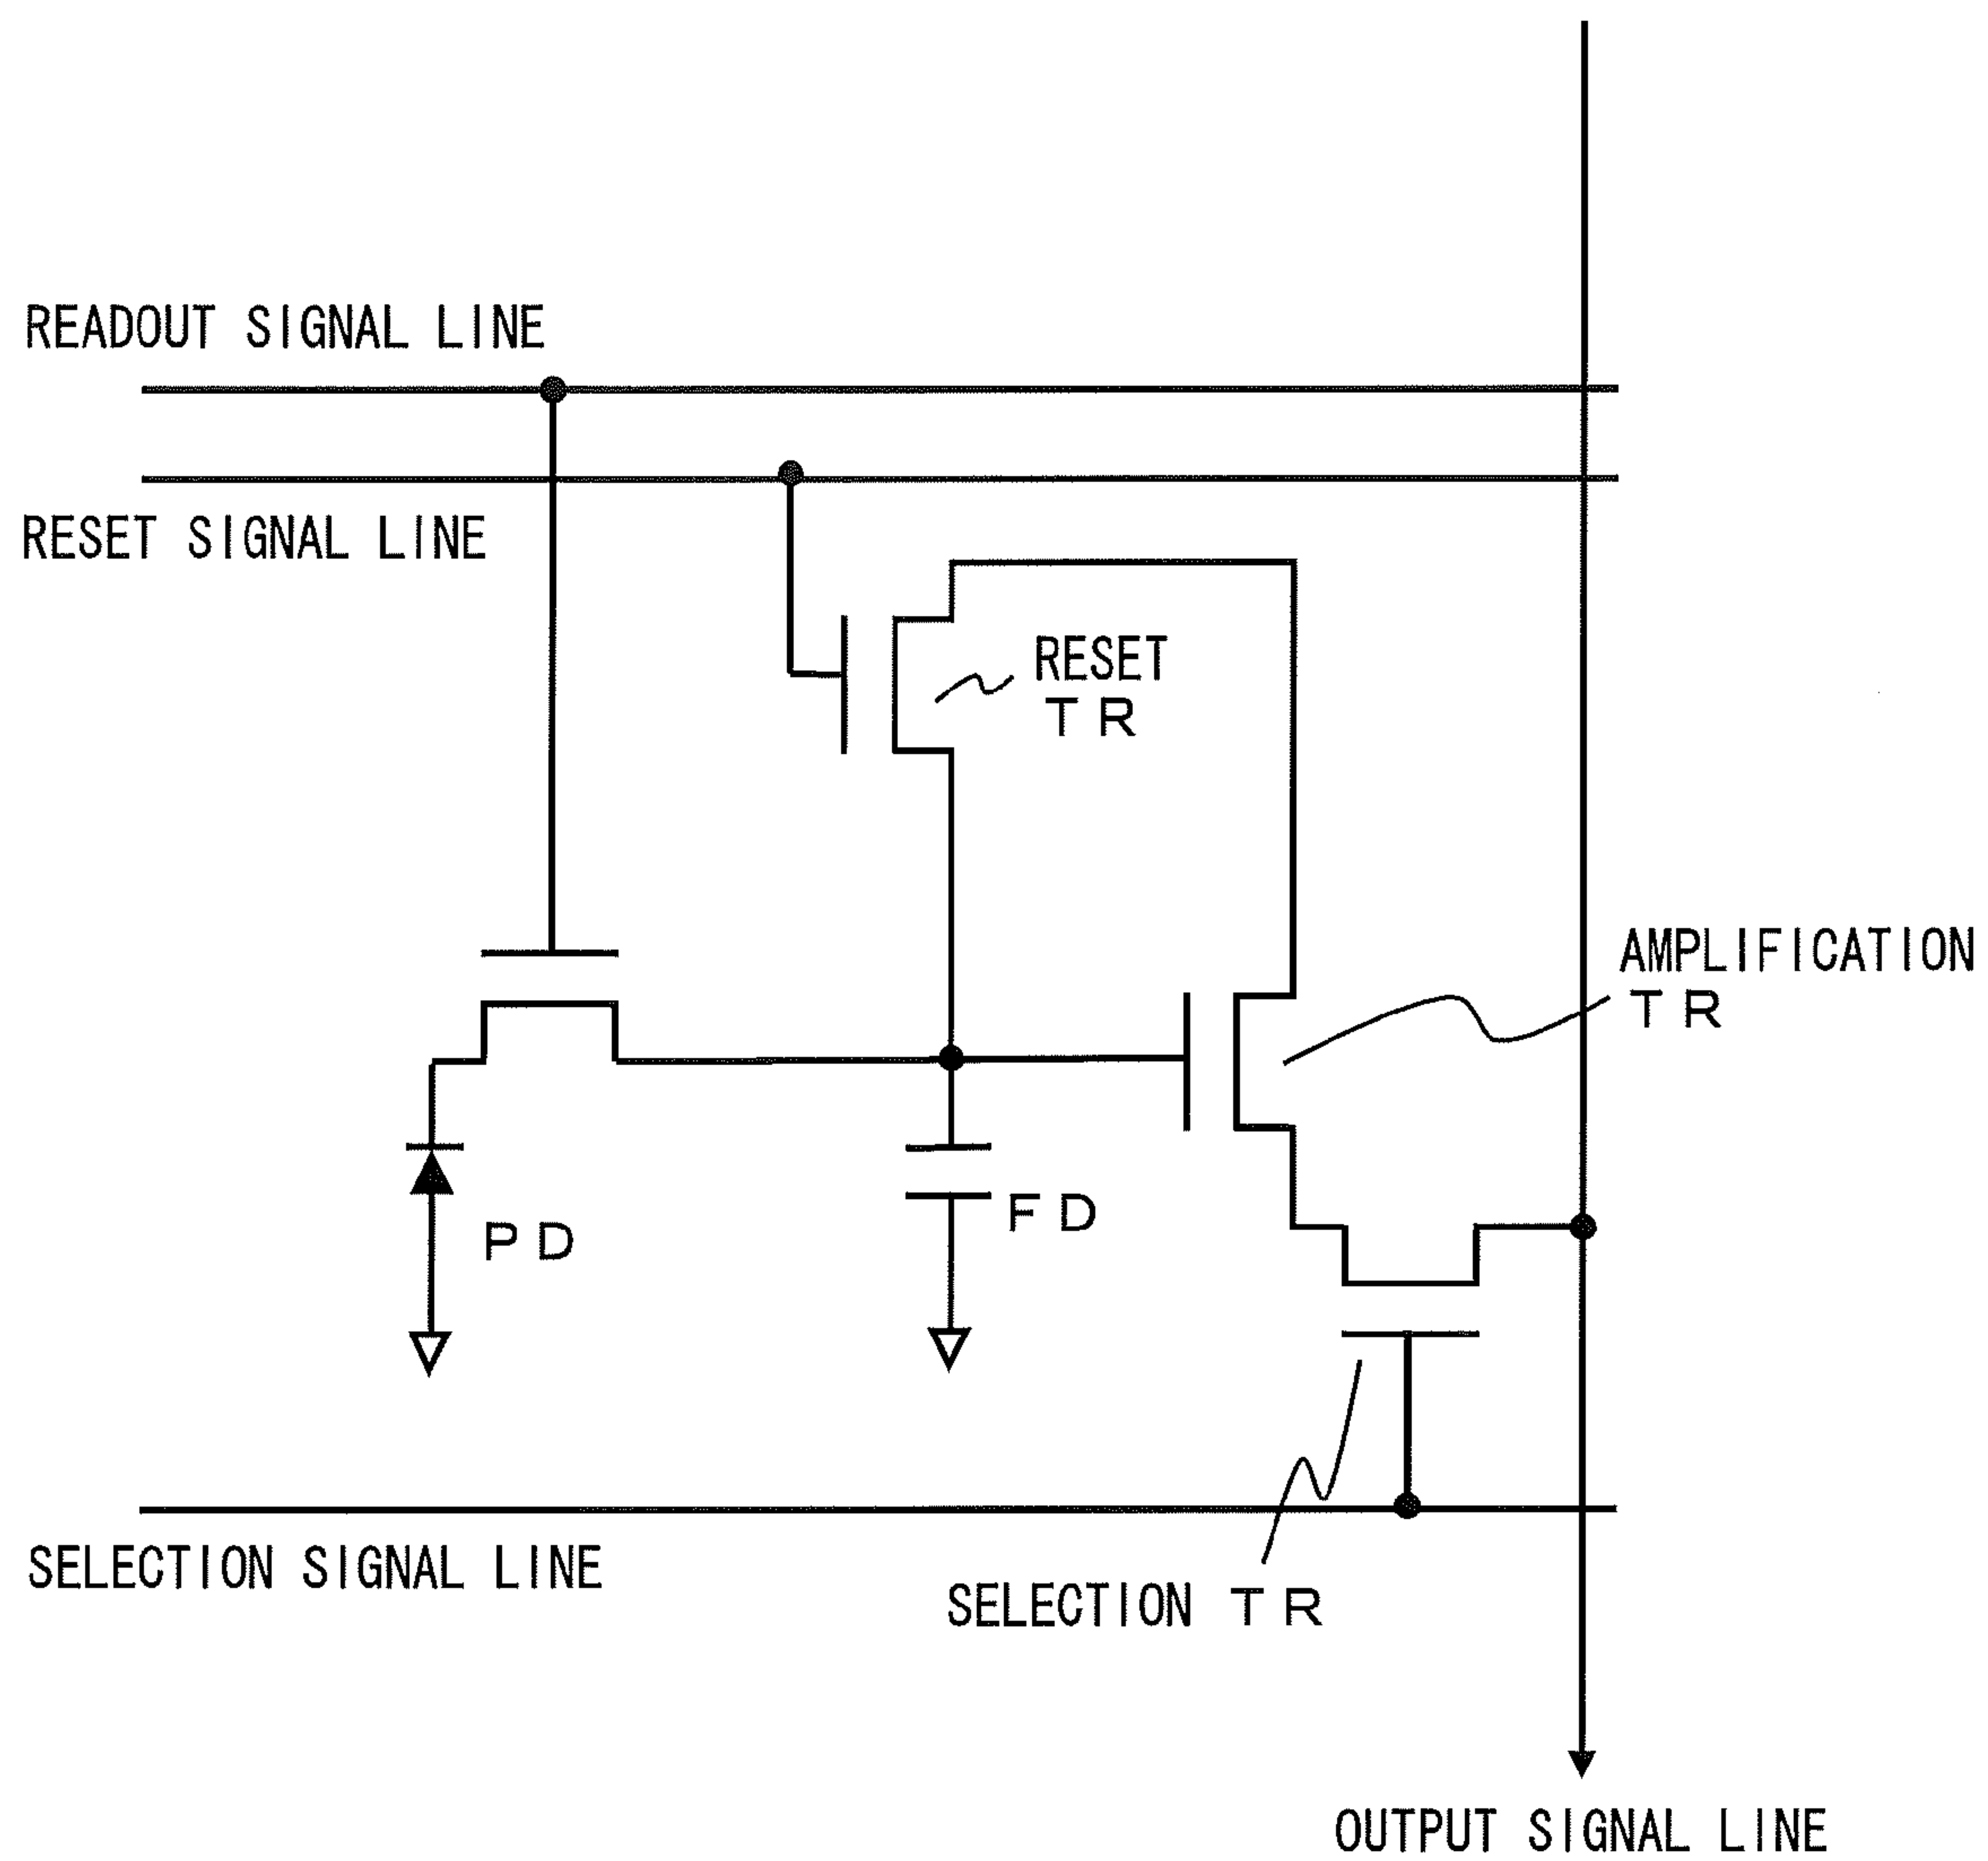 READOUT SIGNAL LINE
RESET SIGNAL LINE
RESET
TR
AMPLIFICATION
TR
FD
PD
SELECTION SIGNAL LINE
SELECTION TR
OUTPUT SIGNAL LINE